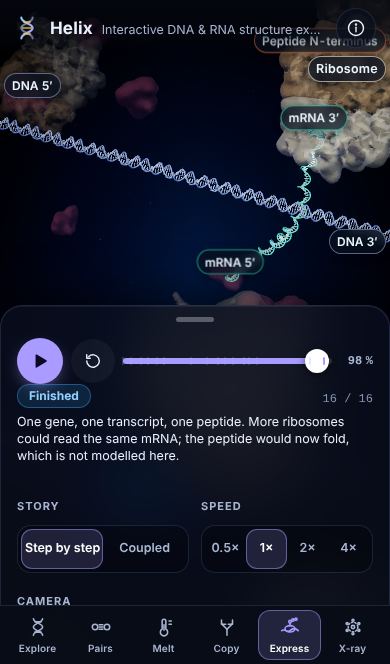 Helix Interactive DNA & RNA structure ex...
Peptide N-terminus
Ribosome
DNA 5′
mRNA 3′
DNA 3′
mRNA 5′
98 %
Finished
16 / 16
One gene, one transcript, one peptide. More ribosomes
could read the same mRNA; the peptide would now fold,
which is not modelled here.
STORY
SPEED
Step by step Coupled
0.5× 1× 2× 4×
CAMERA
Explore Pairs Melt Copy Express X-ray